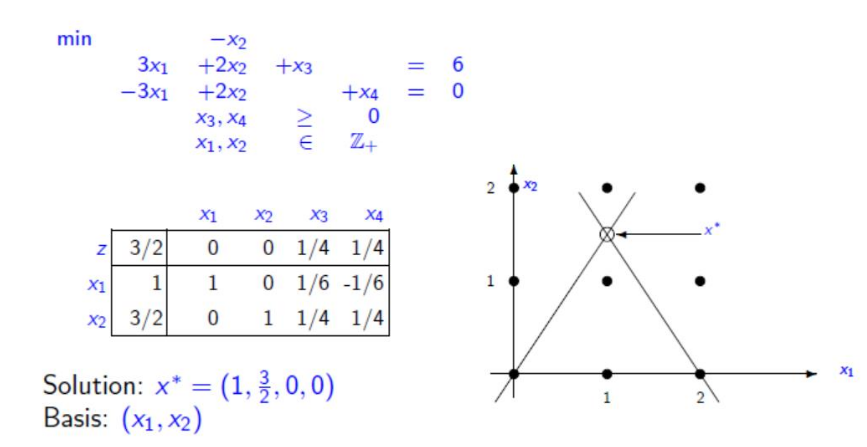 min −x₂
3x₁ +2x₂ +x₃ = 6
−3x₁ +2x₂ +x₄ = 0
x₃, x₄ ≥ 0
x₁, x₂ ∈ ℤ₊
x₁ x₂ x₃ x₄
z 3/2 0 0 1/4 1/4
x₁ 1 1 0 1/6 -1/6
x₂ 3/2 0 1 1/4 1/4
Solution: x* = (1, 3/2, 0, 0)
Basis: (x₁, x₂)
2 x₂
x*
1
x₁
1 2